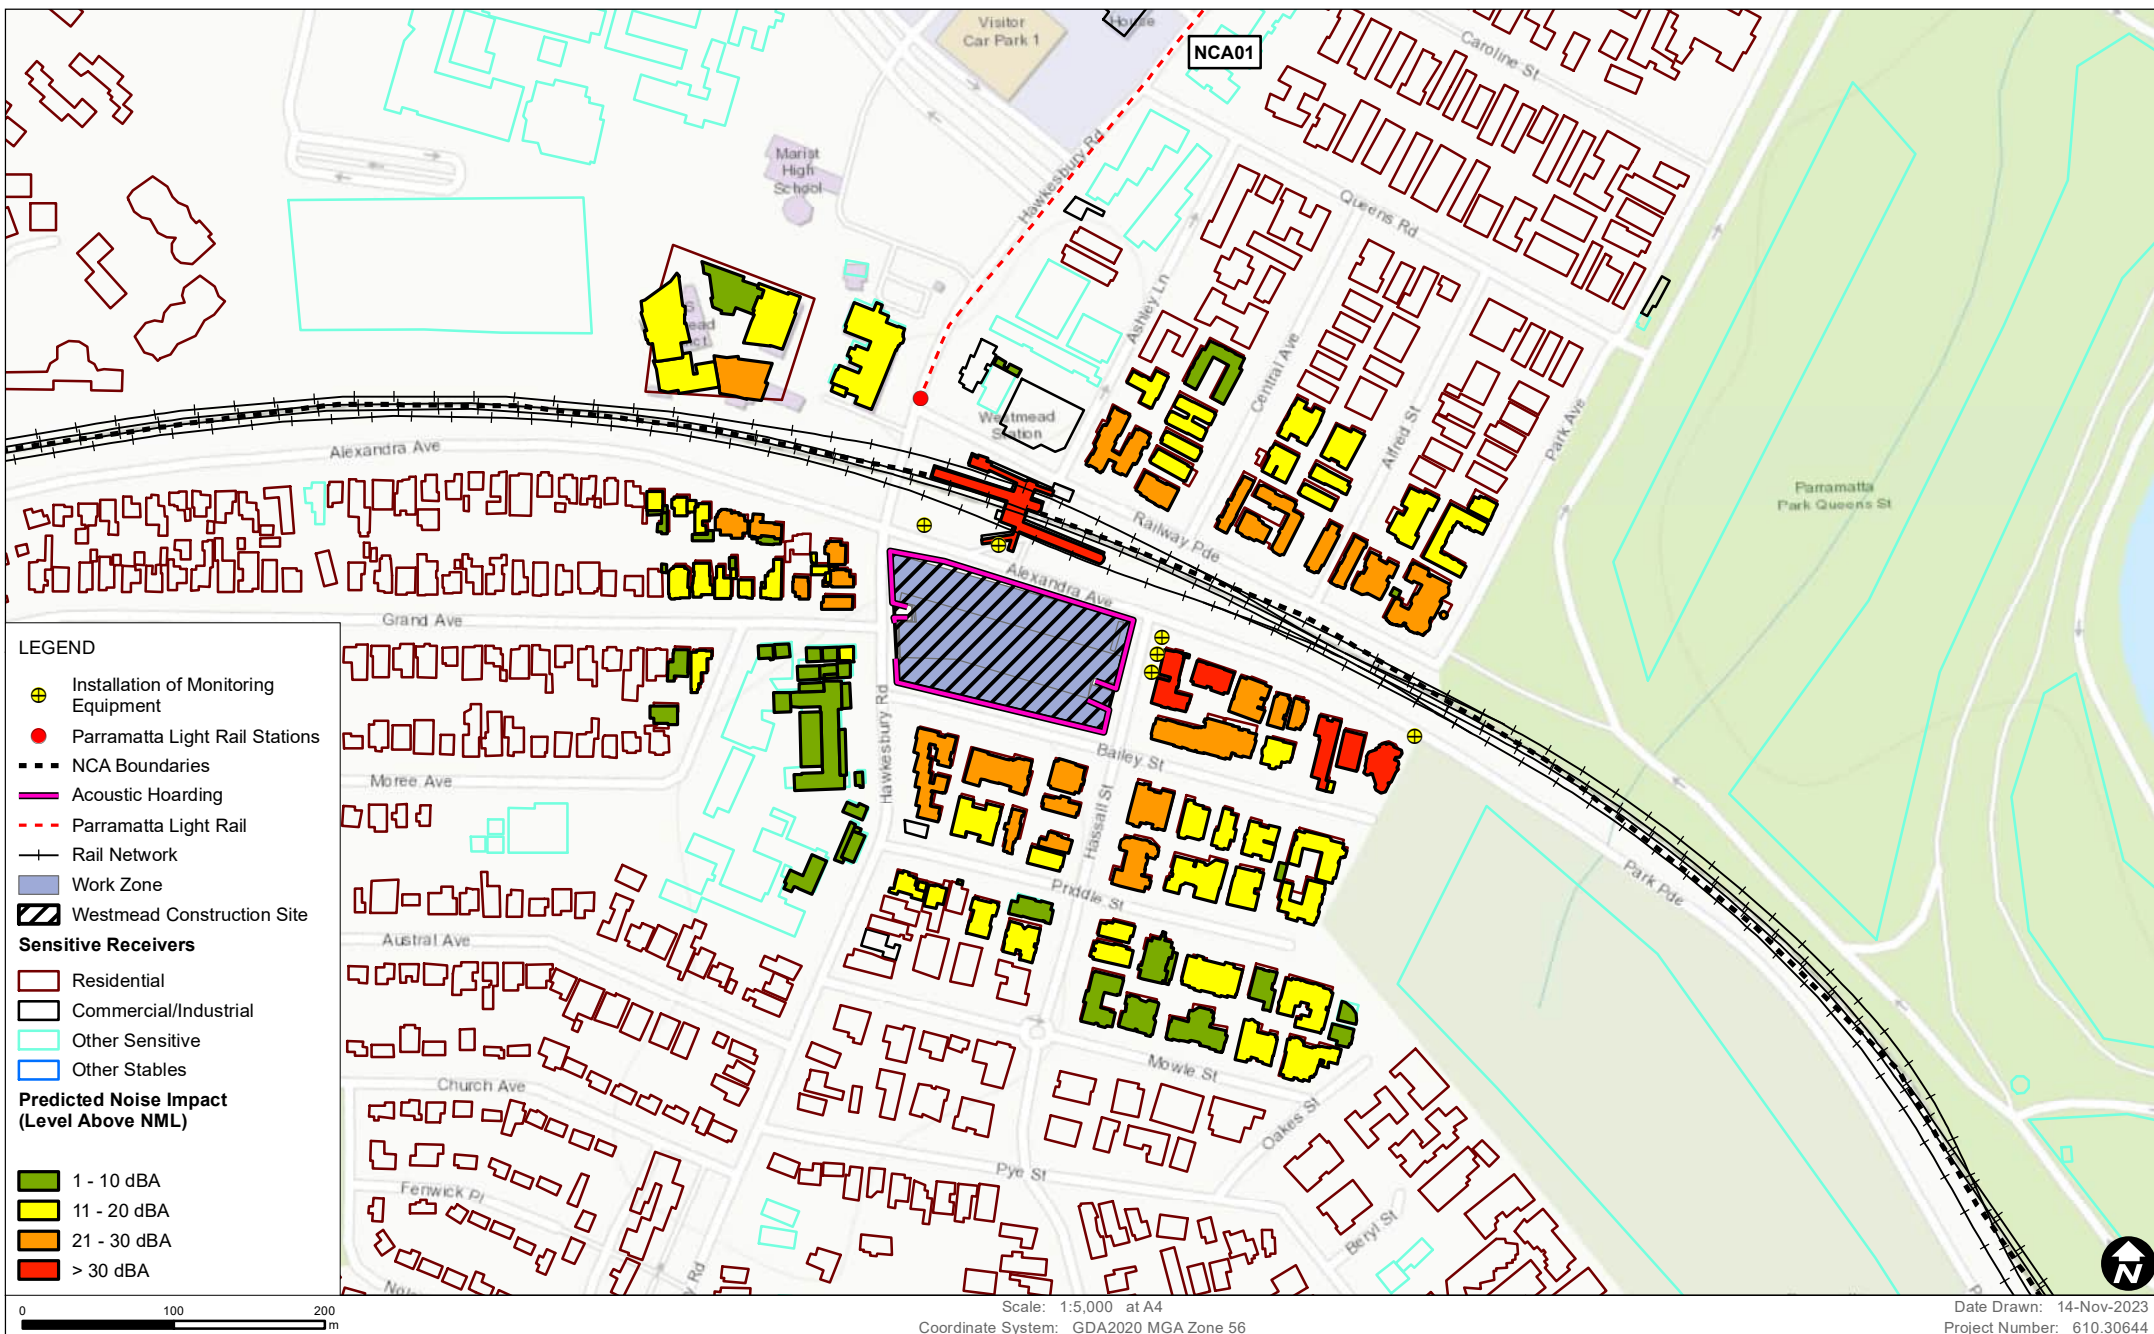 Visitor
Car Park 1
House
NCA01
Caroline St
Marist
High
School
Hawkesbury Rd
Queens Rd
Ashley Ln
Central Ave
Alfred St
Park Ave
Westmead
Station
Parramatta
Park Queens St
Alexandra Ave
Railway Pde
Alexandra Ave
Grand Ave
Hawkesbury Rd
Bailey St
Hassall St
Moree Ave
Priddle St
Park Pde
Austral Ave
Mowle St
Church Ave
Oakes St
Pye St
Fenwick Pl
Beryl St
y Rd
LEGEND
Installation of Monitoring
Equipment
Parramatta Light Rail Stations
NCA Boundaries
Acoustic Hoarding
Parramatta Light Rail
Rail Network
Work Zone
Westmead Construction Site
Sensitive Receivers
Residential
Commercial/Industrial
Other Sensitive
Other Stables
Predicted Noise Impact
(Level Above NML)
1 - 10 dBA
11 - 20 dBA
21 - 30 dBA
> 30 dBA
N
0 100 200
m
Scale: 1:5,000 at A4
Coordinate System: GDA2020 MGA Zone 56
Date Drawn: 14-Nov-2023
Project Number: 610.30644